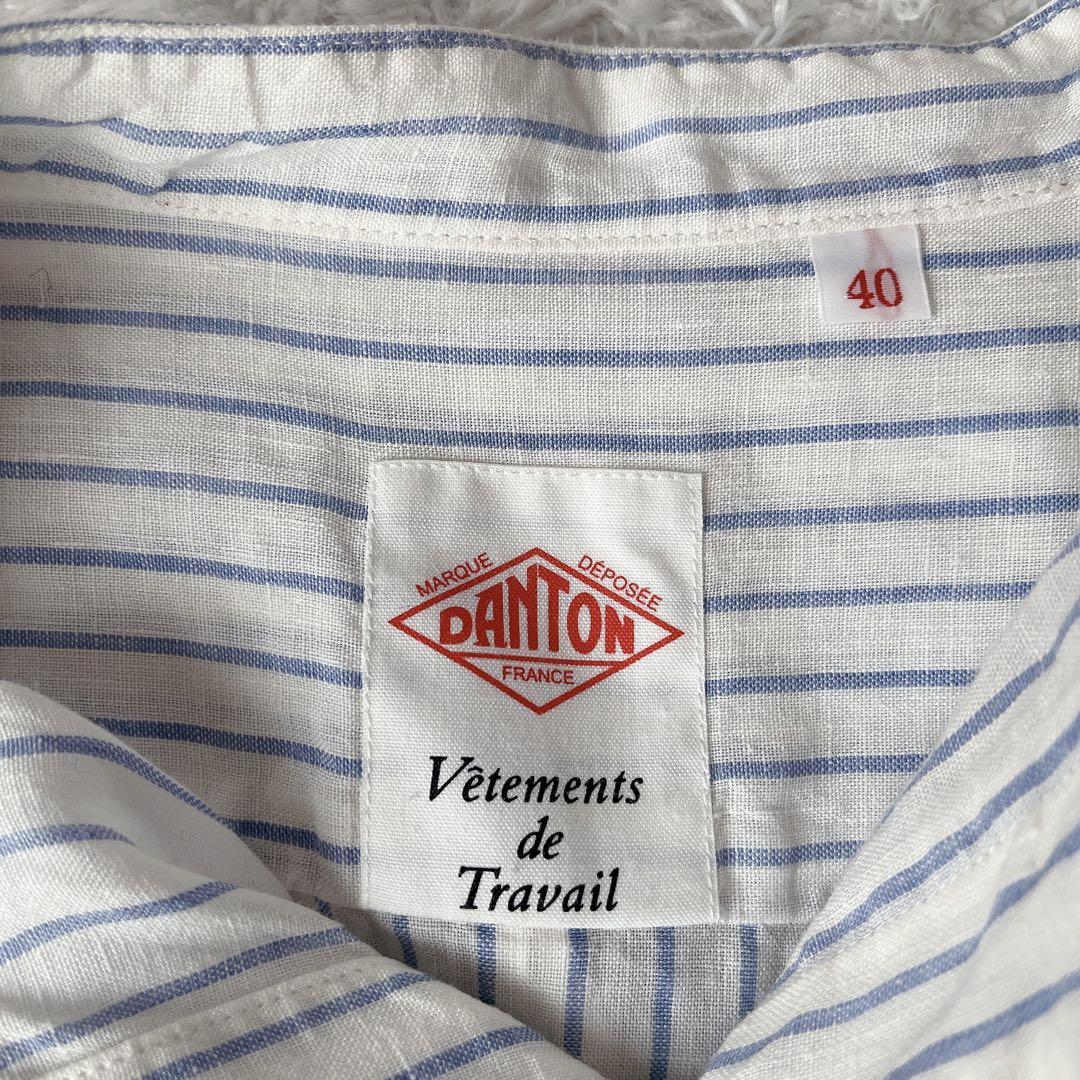 40
MARQUE DÉPOSÉE
DANTON
FRANCE
Vêtements
de
Travail